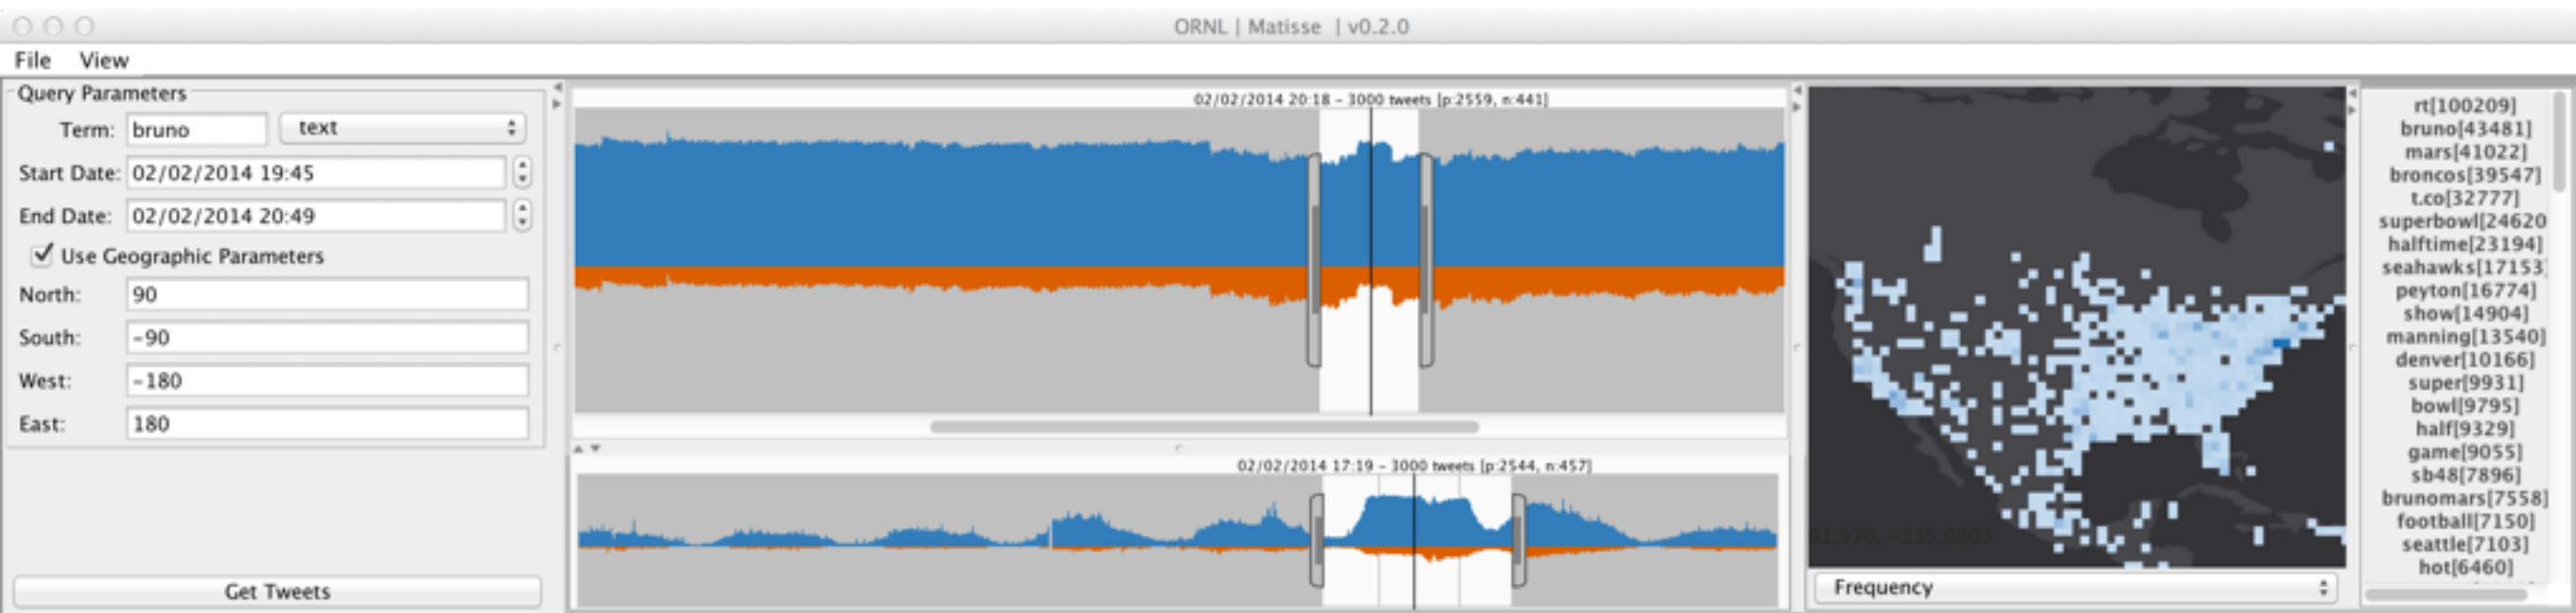 ORNL | Matisse | v0.2.0
File View
Query Parameters
Term: bruno text
Start Date: 02/02/2014 19:45
End Date: 02/02/2014 20:49
Use Geographic Parameters
North: 90
South: -90
West: -180
East: 180
Get Tweets
02/02/2014 20:18 - 3000 tweets [p:2559, n:441]
02/02/2014 17:19 - 3000 tweets [p:2544, n:457]
Frequency
rt[100209]
bruno[43481]
mars[41022]
broncos[39547]
t.co[32777]
superbowl[24620
halftime[23194]
seahawks[17153]
peyton[16774]
show[14904]
manning[13540]
denver[10166]
super[9931]
bowl[9795]
half[9329]
game[9055]
sb48[7896]
brunomars[7558]
football[7150]
seattle[7103]
hot[6460]